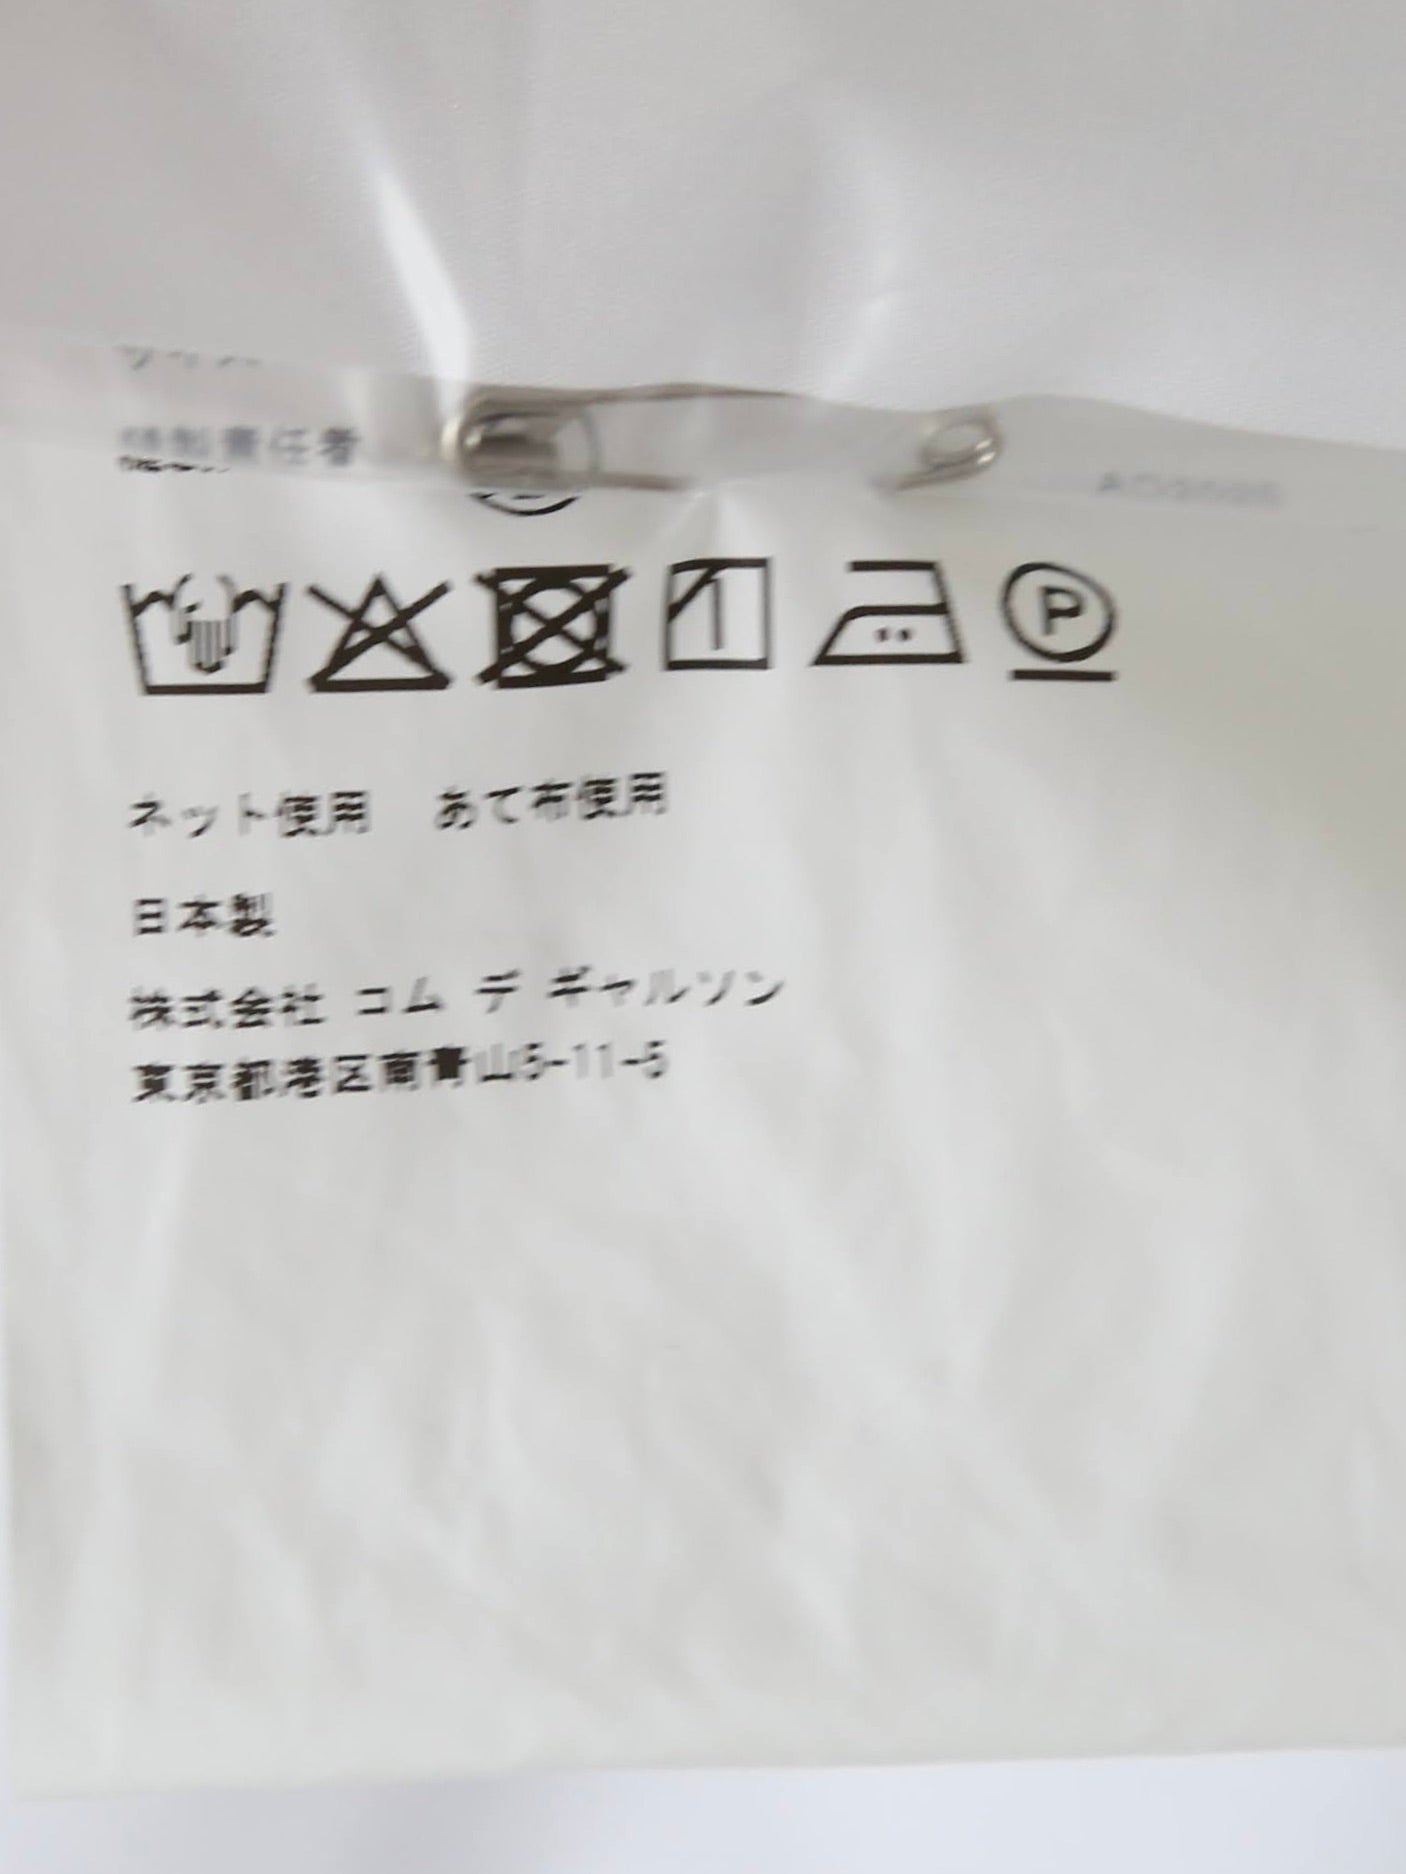 責任者
P
ネット使用 あて布使用
日本製
株式会社 コム デ ギャルソン
東京都港区南青山5-11-5